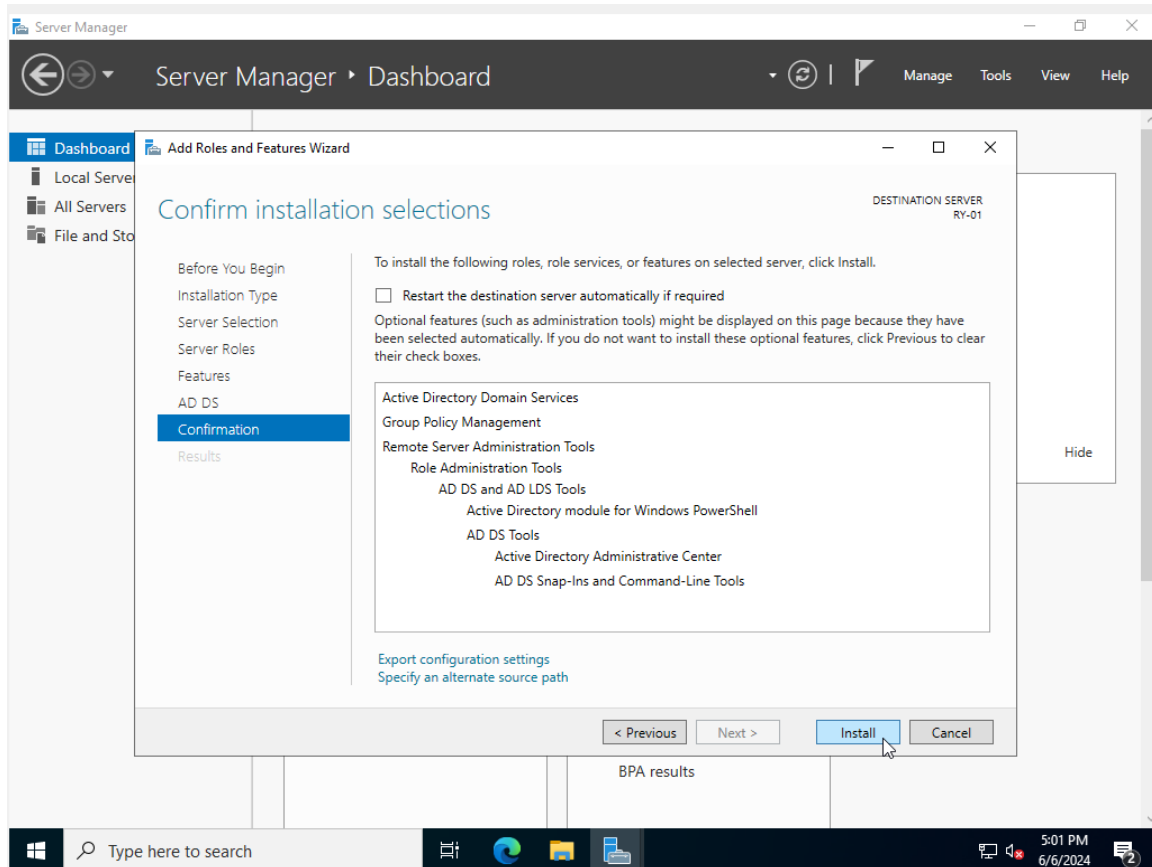 Server Manager
Server Manager • Dashboard
Manage Tools View Help
Dashboard
Local Server
All Servers
File and Sto
Add Roles and Features Wizard
Confirm installation selections
DESTINATION SERVER
RY-01
Before You Begin
Installation Type
Server Selection
Server Roles
Features
AD DS
Confirmation
Results
To install the following roles, role services, or features on selected server, click Install.
Restart the destination server automatically if required
Optional features (such as administration tools) might be displayed on this page because they have
been selected automatically. If you do not want to install these optional features, click Previous to clear
their check boxes.
Active Directory Domain Services
Group Policy Management
Remote Server Administration Tools
Role Administration Tools
AD DS and AD LDS Tools
Active Directory module for Windows PowerShell
AD DS Tools
Active Directory Administrative Center
AD DS Snap-Ins and Command-Line Tools
Export configuration settings
Specify an alternate source path
< Previous Next > Install Cancel
Hide
BPA results
Type here to search
5:01 PM
6/6/2024
2